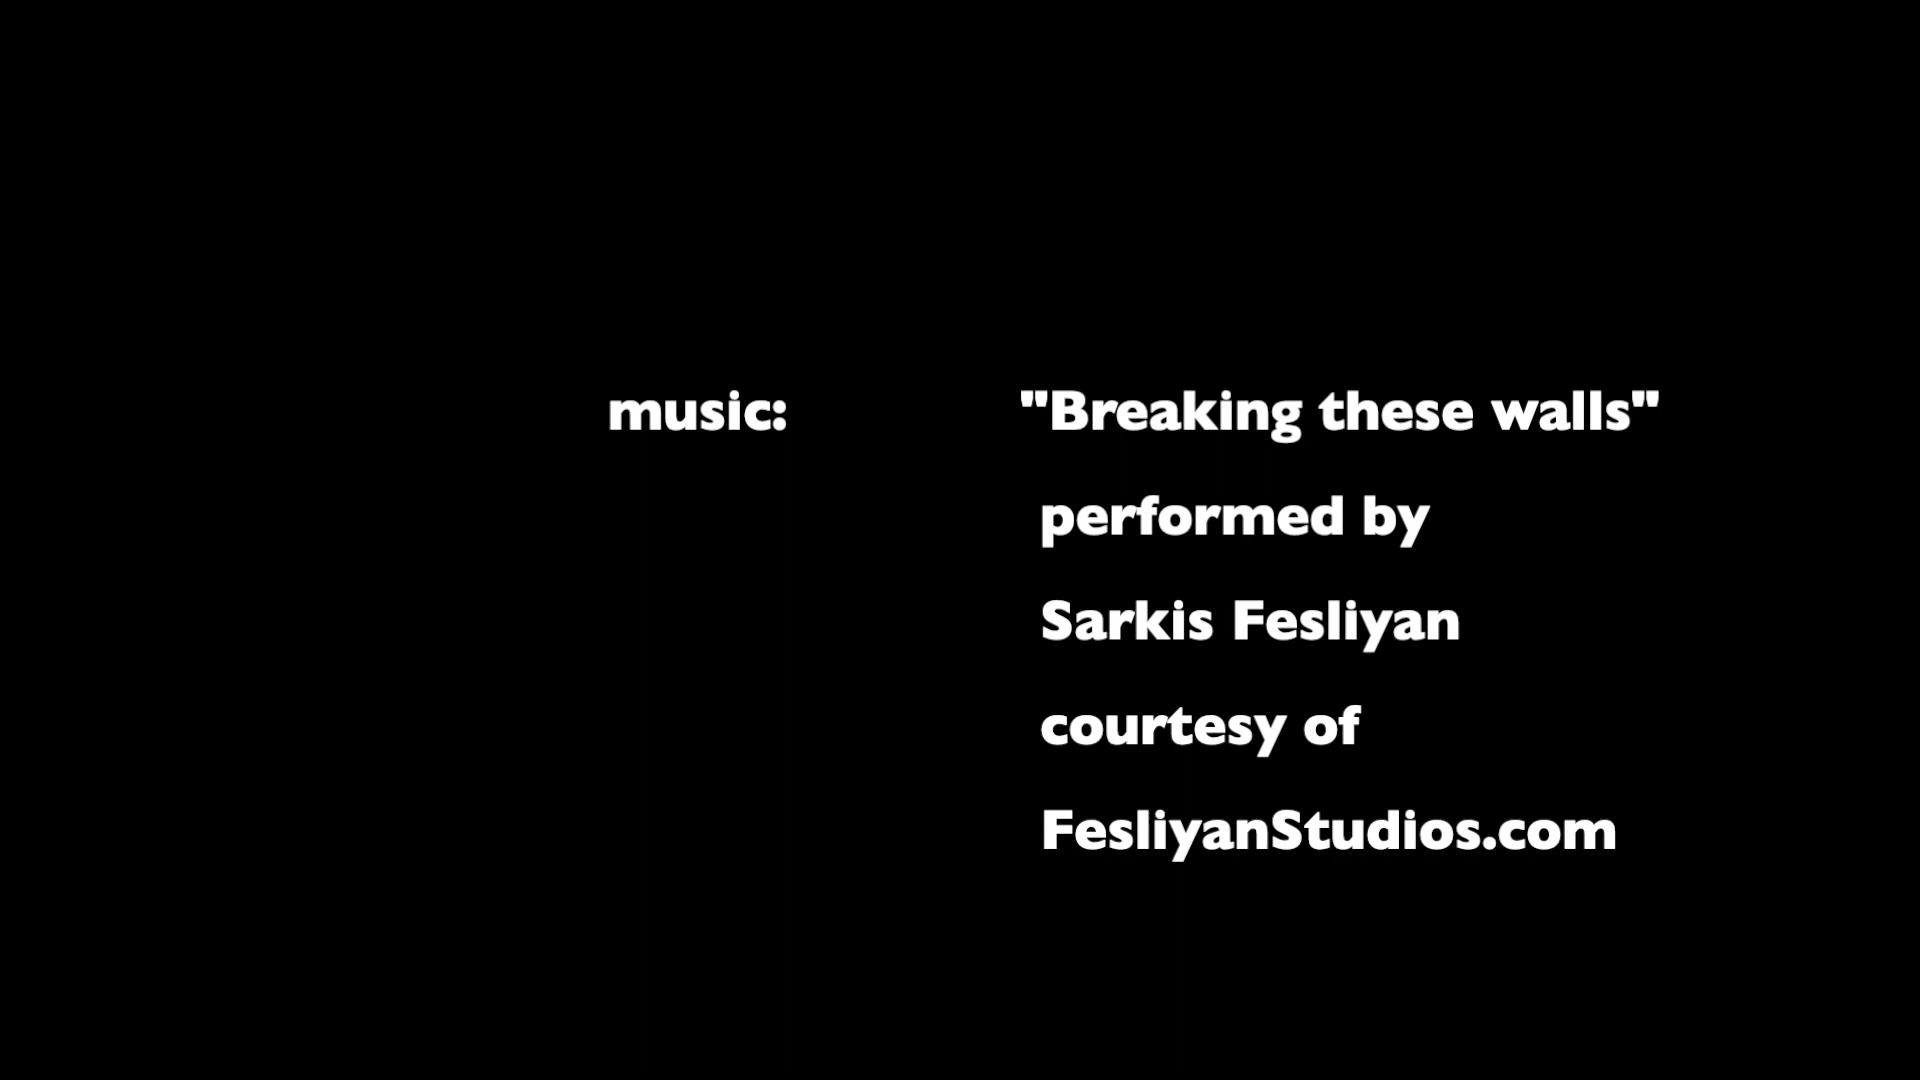 music: "Breaking these walls"
performed by
Sarkis Fesliyan
courtesy of
FesliyanStudios.com